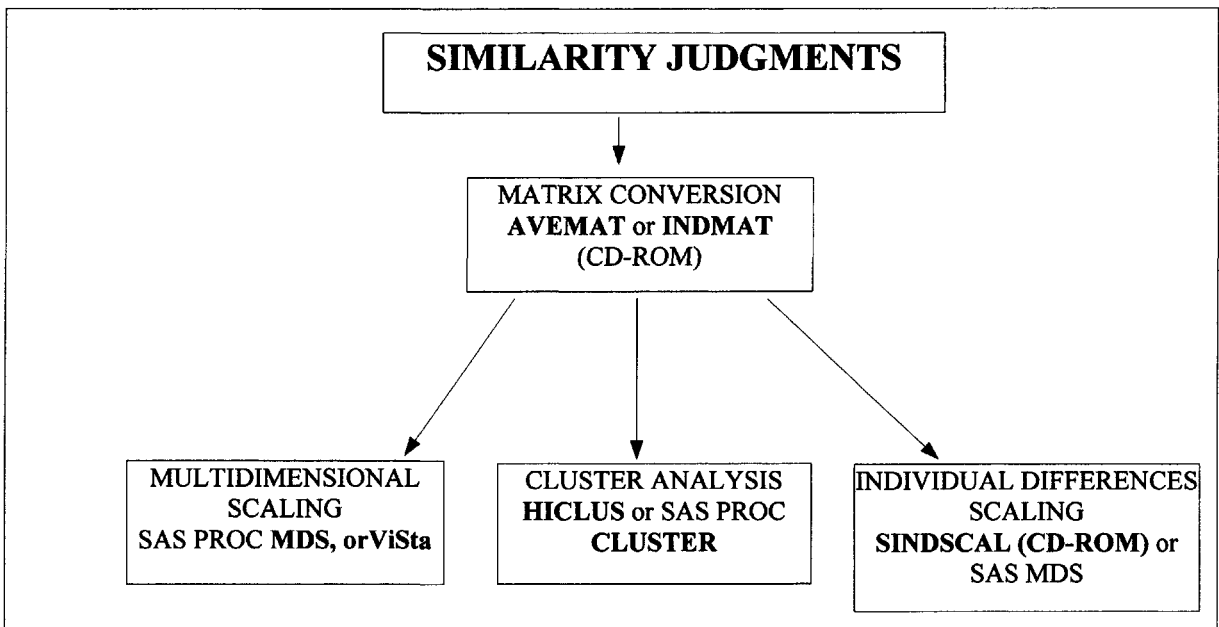 SIMILARITY JUDGMENTS
MATRIX CONVERSION
AVEMAT or INDMAT
(CD-ROM)
MULTIDIMENSIONAL
SCALING
SAS PROC MDS, orViSta
CLUSTER ANALYSIS
HICLUS or SAS PROC
CLUSTER
INDIVIDUAL DIFFERENCES
SCALING
SINDSCAL (CD-ROM) or
SAS MDS